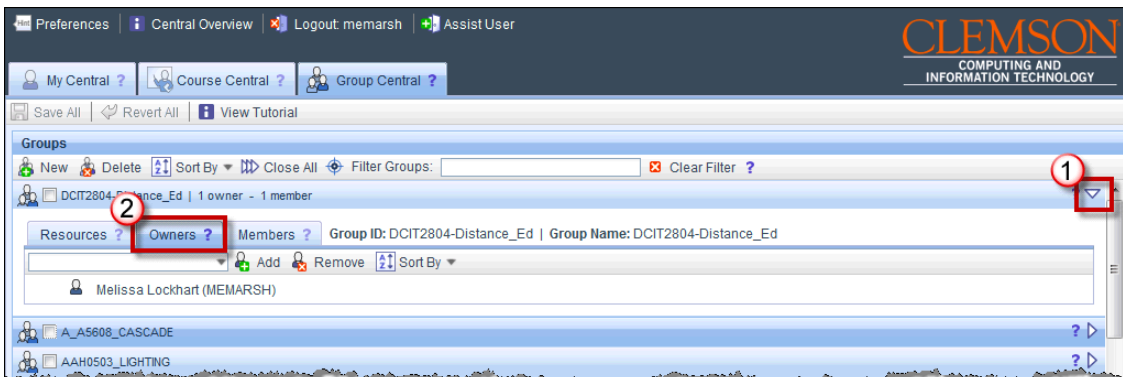 Hint Preferences | i Central Overview | Logout: memarsh | Assist User
CLEMSON
COMPUTING AND
INFORMATION TECHNOLOGY
My Central ? Course Central ? Group Central ?
Save All | Revert All | i View Tutorial
Groups
New Delete Sort By Close All Filter Groups: Clear Filter ?
1
DCIT2804-Distance_Ed | 1 owner - 1 member
2
Resources ? Owners ? Members ? Group ID: DCIT2804-Distance_Ed | Group Name: DCIT2804-Distance_Ed
Add Remove Sort By
Melissa Lockhart (MEMARSH)
A_A5608_CASCADE ?
AAH0503_LIGHTING ?